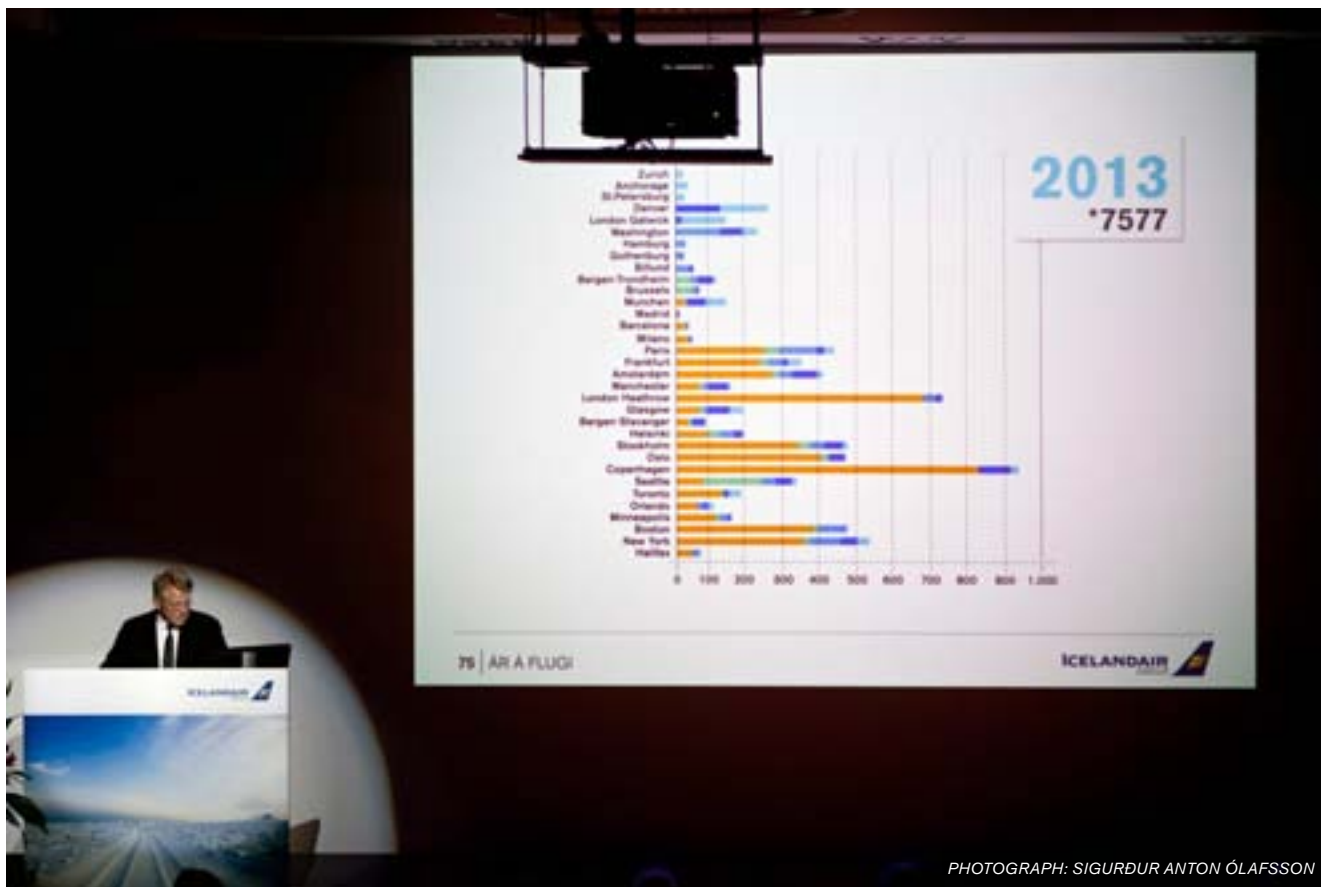 2013
*7577
Zurich
Anchorage
St.Petersburg
Denver
London Gatwick
Washington
Hamburg
Gothenburg
Billund
Bergen-Trondheim
Brussels
Munchen
Madrid
Barcelona
Milano
Paris
Frankfurt
Amsterdam
Manchester
London Heathrow
Glasgow
Bergen-Stavanger
Helsinki
Stockholm
Oslo
Copenhagen
Seattle
Toronto
Orlando
Minneapolis
Boston
New York
Halifax
0 100 200 300 400 500 600 700 800 900 1.000
75 ÁR Á FLUGI
ICELANDAIR
GROUP
ICELANDAIR
PHOTOGRAPH: SIGURÐUR ANTON ÓLAFSSON